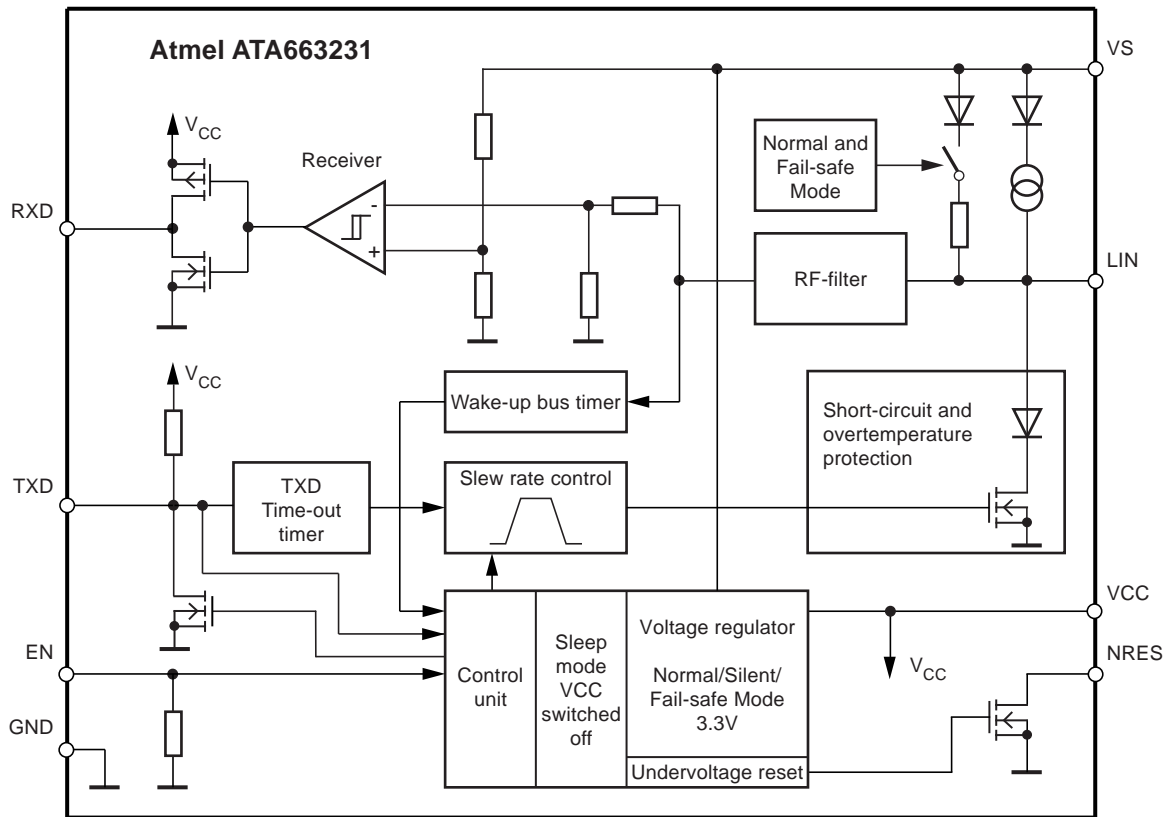 Atmel ATA663231
VS
VCC
Receiver
Normal and
Fail-safe
Mode
RXD
-
+
RF-filter
LIN
VCC
Wake-up bus timer
Short-circuit and
overtemperature
protection
TXD
TXD
Time-out
timer
Slew rate control
VCC
EN
Control
unit
Sleep
mode
VCC
switched
off
Voltage regulator
Normal/Silent/
Fail-safe Mode
3.3V
VCC
NRES
GND
Undervoltage reset